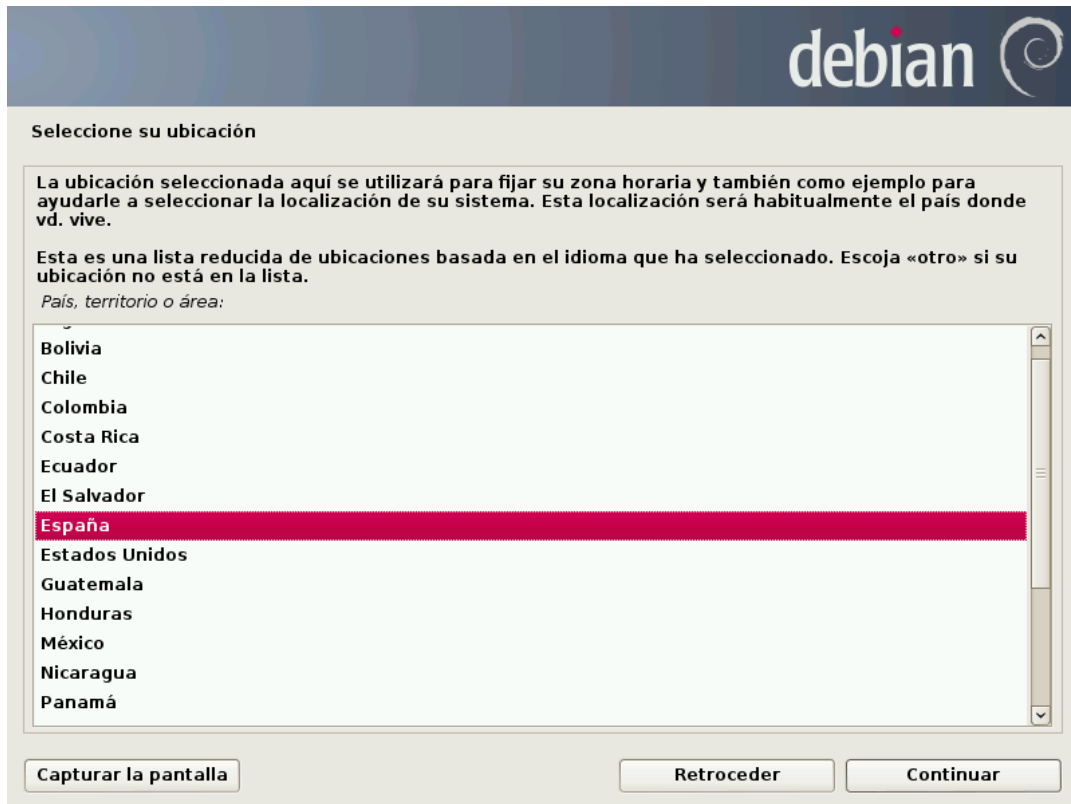 debian
Seleccione su ubicación
La ubicación seleccionada aquí se utilizará para fijar su zona horaria y también como ejemplo para
ayudarle a seleccionar la localización de su sistema. Esta localización será habitualmente el país donde
vd. vive.
Esta es una lista reducida de ubicaciones basada en el idioma que ha seleccionado. Escoja «otro» si su
ubicación no está en la lista.
País, territorio o área:
Bolivia
Chile
Colombia
Costa Rica
Ecuador
El Salvador
España
Estados Unidos
Guatemala
Honduras
México
Nicaragua
Panamá
Capturar la pantalla
Retroceder
Continuar